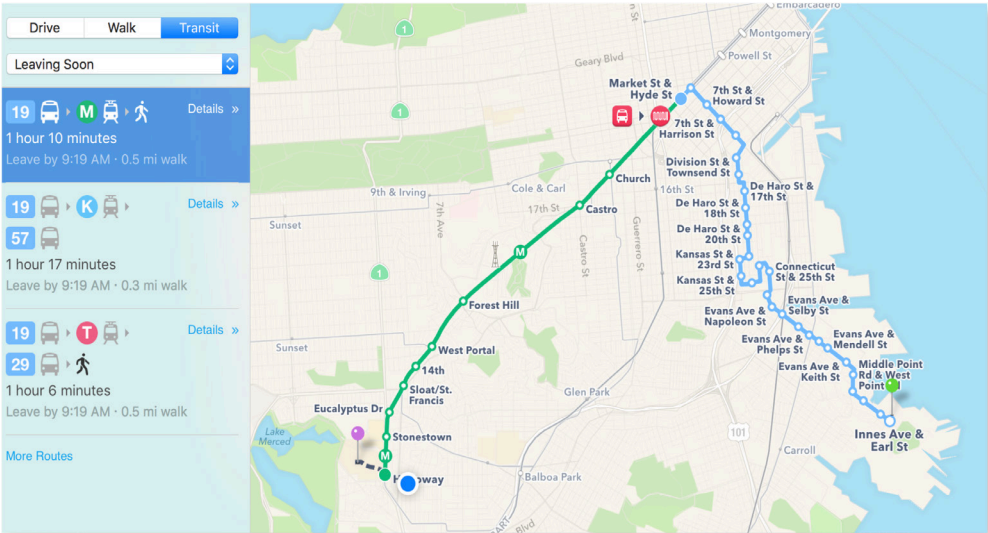 Drive Walk Transit
Leaving Soon
19 M Details »
1 hour 10 minutes
Leave by 9:19 AM · 0.5 mi walk
19 K Details »
57
1 hour 17 minutes
Leave by 9:19 AM · 0.3 mi walk
19 T Details »
29
1 hour 6 minutes
Leave by 9:19 AM · 0.5 mi walk
More Routes
Embarcadero
1
Montgomery
Geary Blvd
Powell St
Market St &
Hyde St
7th St &
Howard St
1
7th St &
Harrison St
Division St &
Townsend St
Church
16th St
9th & Irving
Cole & Carl
De Haro St &
17th St
7th Ave
17th St
Castro
De Haro St &
18th St
Sunset
Guerrero St
Castro St
De Haro St &
20th St
M
Kansas St &
23rd St
1
Connecticut
St & 25th St
Kansas St &
25th St
Forest Hill
Evans Ave &
Selby St
Evans Ave &
Napoleon St
Sunset
West Portal
Evans Ave &
Mendell St
Evans Ave &
Phelps St
14th
Middle Point
Rd & West
Point
Evans Ave &
Keith St
Sloat/St.
Francis
Glen Park
Eucalyptus Dr
Lake
Merced
Stonestown
101
Innes Ave &
Earl St
M
Carroll
Balboa Park
BART
Blvd